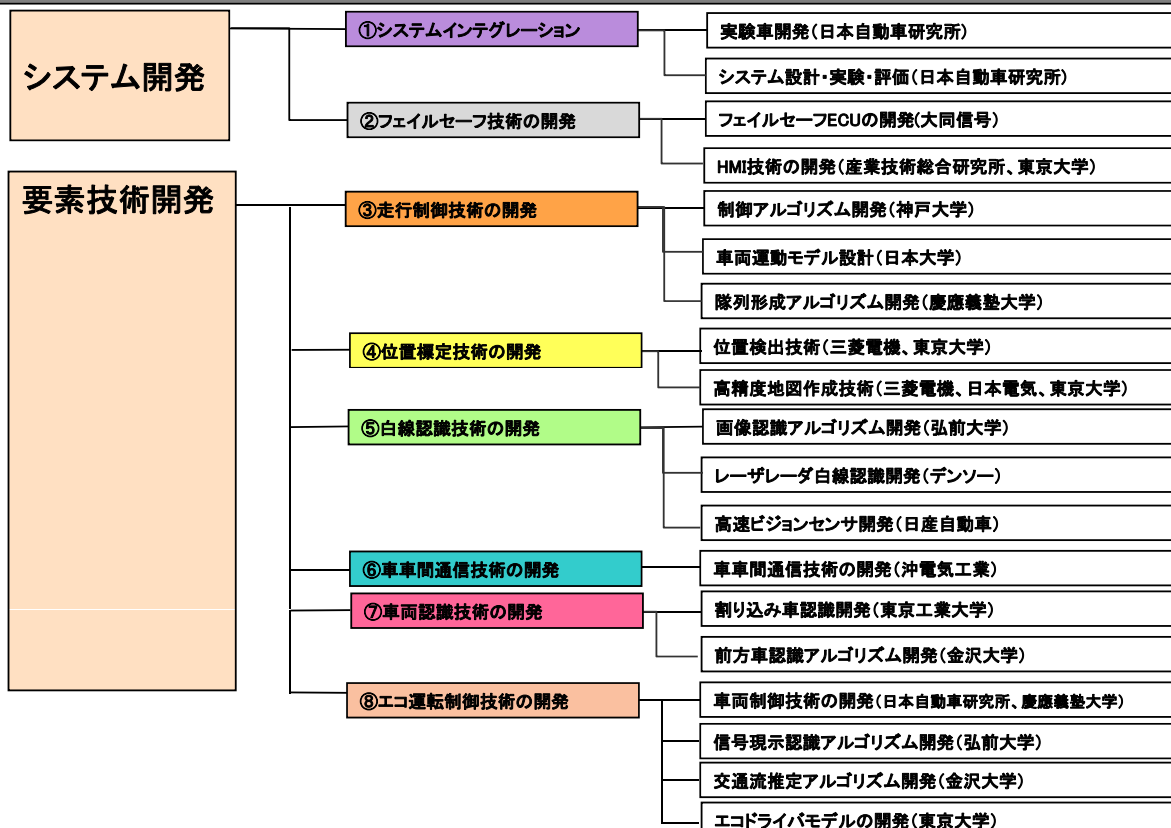 システム開発
①システムインテグレーション
実験車開発(日本自動車研究所)
システム設計・実験・評価(日本自動車研究所)
②フェイルセーフ技術の開発
フェイルセーフECUの開発(大同信号)
HMI技術の開発(産業技術総合研究所、東京大学)
要素技術開発
③走行制御技術の開発
制御アルゴリズム開発(神戸大学)
車両運動モデル設計(日本大学)
隊列形成アルゴリズム開発(慶應義塾大学)
④位置標定技術の開発
位置検出技術(三菱電機、東京大学)
高精度地図作成技術(三菱電機、日本電気、東京大学)
⑤白線認識技術の開発
画像認識アルゴリズム開発(弘前大学)
レーザレーダ白線認識開発(デンソー)
高速ビジョンセンサ開発(日産自動車)
⑥車車間通信技術の開発
車車間通信技術の開発(沖電気工業)
⑦車両認識技術の開発
割り込み車認識開発(東京工業大学)
前方車認識アルゴリズム開発(金沢大学)
⑧エコ運転制御技術の開発
車両制御技術の開発(日本自動車研究所、慶應義塾大学)
信号現示認識アルゴリズム開発(弘前大学)
交通流推定アルゴリズム開発(金沢大学)
エコドライバモデルの開発(東京大学)